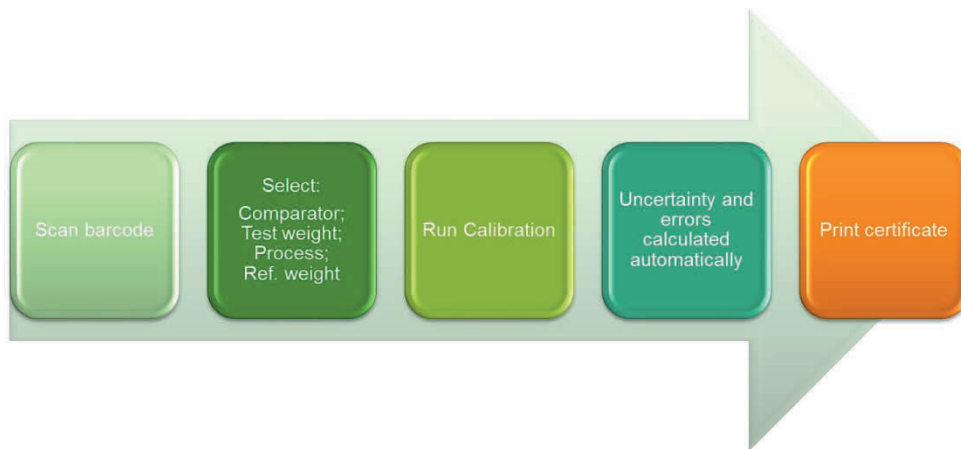 Scan barcode
Select:
Comparator;
Test weight;
Process;
Ref. weight
Run Calibration
Uncertainty and
errors
calculated
automatically
Print certificate